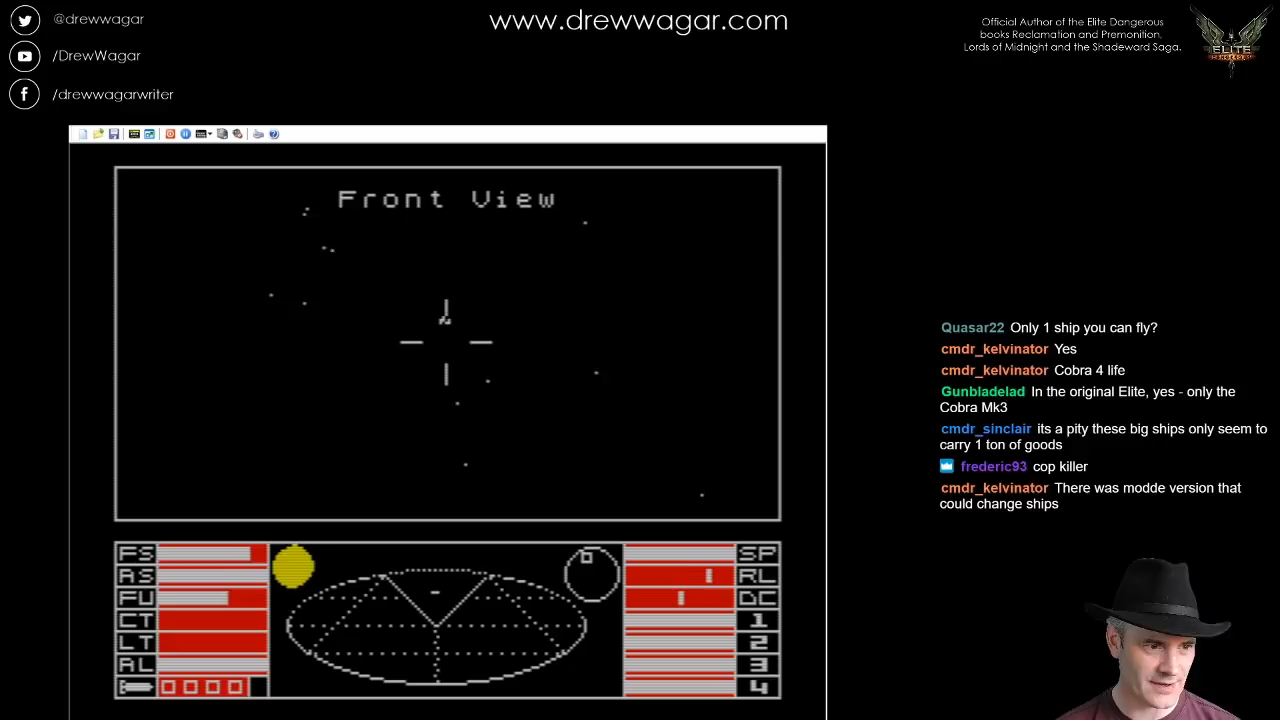 @drewwagar
/DrewWagar
/drewwagarwriter
www.drewwagar.com
Official Author of the Elite Dangerous
books Reclamation and Premonition.
Lords of Midnight and the Shadeward Saga.
ELITE
DANGEROUS
Front View
FS
AS
FU
CT
LT
AL
SP
RL
DC
1
2
3
4
Quasar22 Only 1 ship you can fly?
cmdr_kelvinator Yes
cmdr_kelvinator Cobra 4 life
Gunbladelad In the original Elite, yes - only the
Cobra Mk3
cmdr_sinclair its a pity these big ships only seem to
carry 1 ton of goods
frederic93 cop killer
cmdr_kelvinator There was modde version that
could change ships